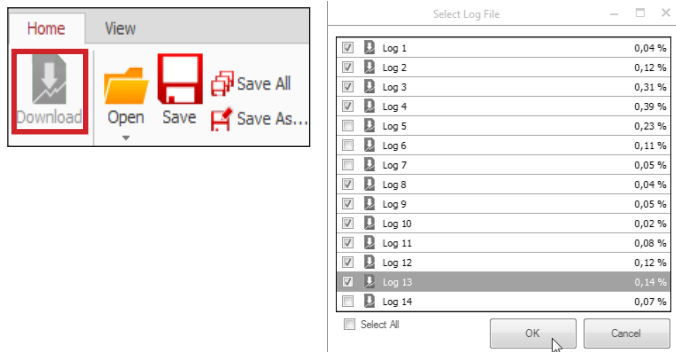 Home View
Download Open Save Save All
Save As...
Select Log File
Log 1 0,04 %
Log 2 0,12 %
Log 3 0,31 %
Log 4 0,39 %
Log 5 0,23 %
Log 6 0,11 %
Log 7 0,05 %
Log 8 0,04 %
Log 9 0,05 %
Log 10 0,02 %
Log 11 0,08 %
Log 12 0,12 %
Log 13 0,14 %
Log 14 0,07 %
Select All OK Cancel